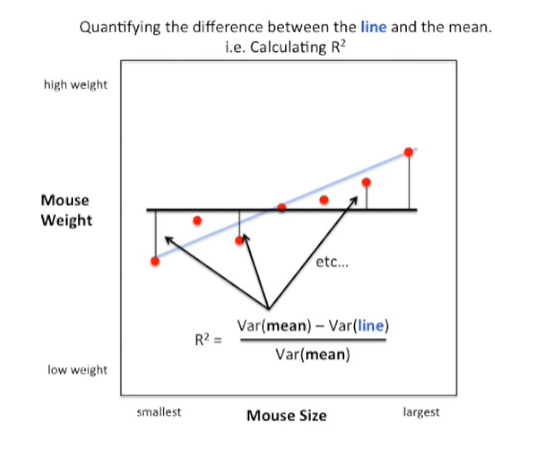 Quantifying the difference between the line and the mean.
i.e. Calculating R²
high weight
Mouse
Weight
etc...
R² = Var(mean) – Var(line)
Var(mean)
low weight
smallest
Mouse Size
largest